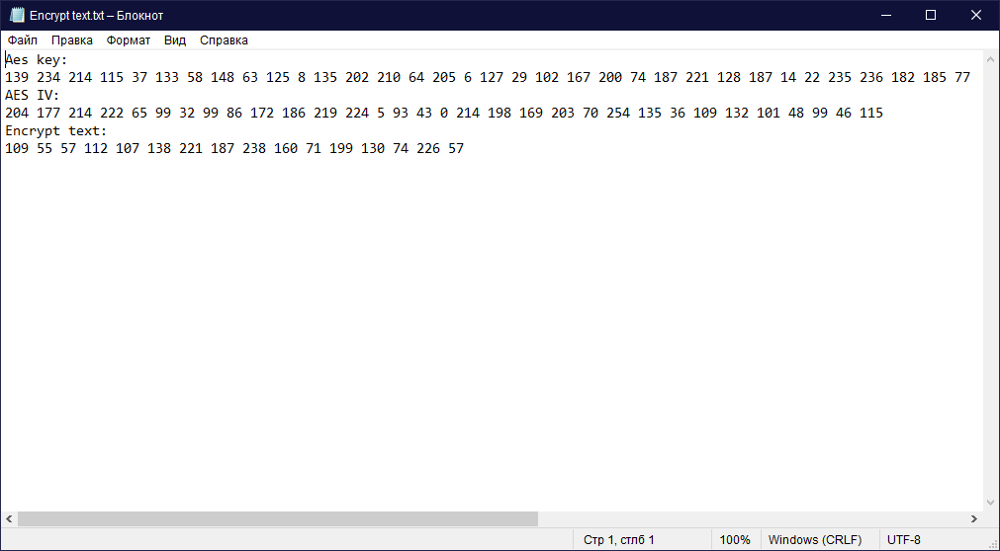 Encrypt text.txt – Блокнот
Файл Правка Формат Вид Справка
Aes key:
139 234 214 115 37 133 58 148 63 125 8 135 202 210 64 205 6 127 29 102 167 200 74 187 221 128 187 14 22 235 236 182 185 77
AES IV:
204 177 214 222 65 99 32 99 86 172 186 219 224 5 93 43 0 214 198 169 203 70 254 135 36 109 132 101 48 99 46 115
Encrypt text:
109 55 57 112 107 138 221 187 238 160 71 199 130 74 226 57
Стр 1, стлб 1 100% Windows (CRLF) UTF-8